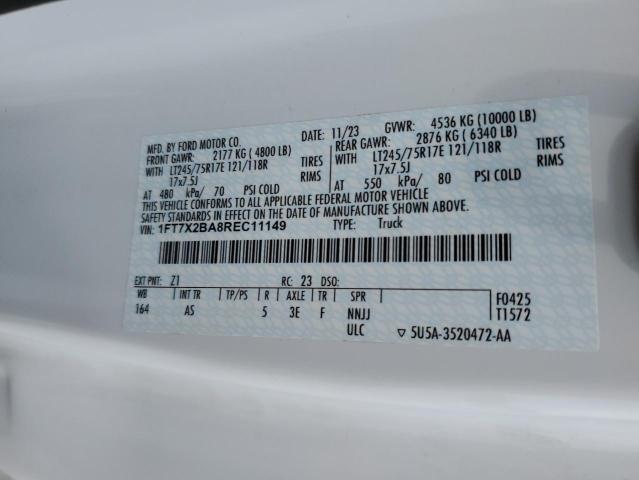 MFD. BY FORD MOTOR CO.
DATE: 11/23 GVWR: 4536 KG (10000 LB)
FRONT GAWR: 2177 KG (4800 LB)
REAR GAWR: 2876 KG (6340 LB)
WITH LT245/75R17E 121/118R TIRES
WITH LT245/75R17E 121/118R TIRES
17x7.5J RIMS
17x7.5J RIMS
AT 480 kPa/ 70 PSI COLD
AT 550 kPa/ 80 PSI COLD
THIS VEHICLE CONFORMS TO ALL APPLICABLE FEDERAL MOTOR VEHICLE
SAFETY STANDARDS IN EFFECT ON THE DATE OF MANUFACTURE SHOWN ABOVE.
VIN: 1FT7X2BA8REC11149 TYPE: Truck
EXT PNT: Z1 RC: 23 DSO:
WB INT TR TP/PS R AXLE TR SPR
164 AS 5 3E F NNJJ
ULC
F0425
T1572
▽ 5U5A-3520472-AA